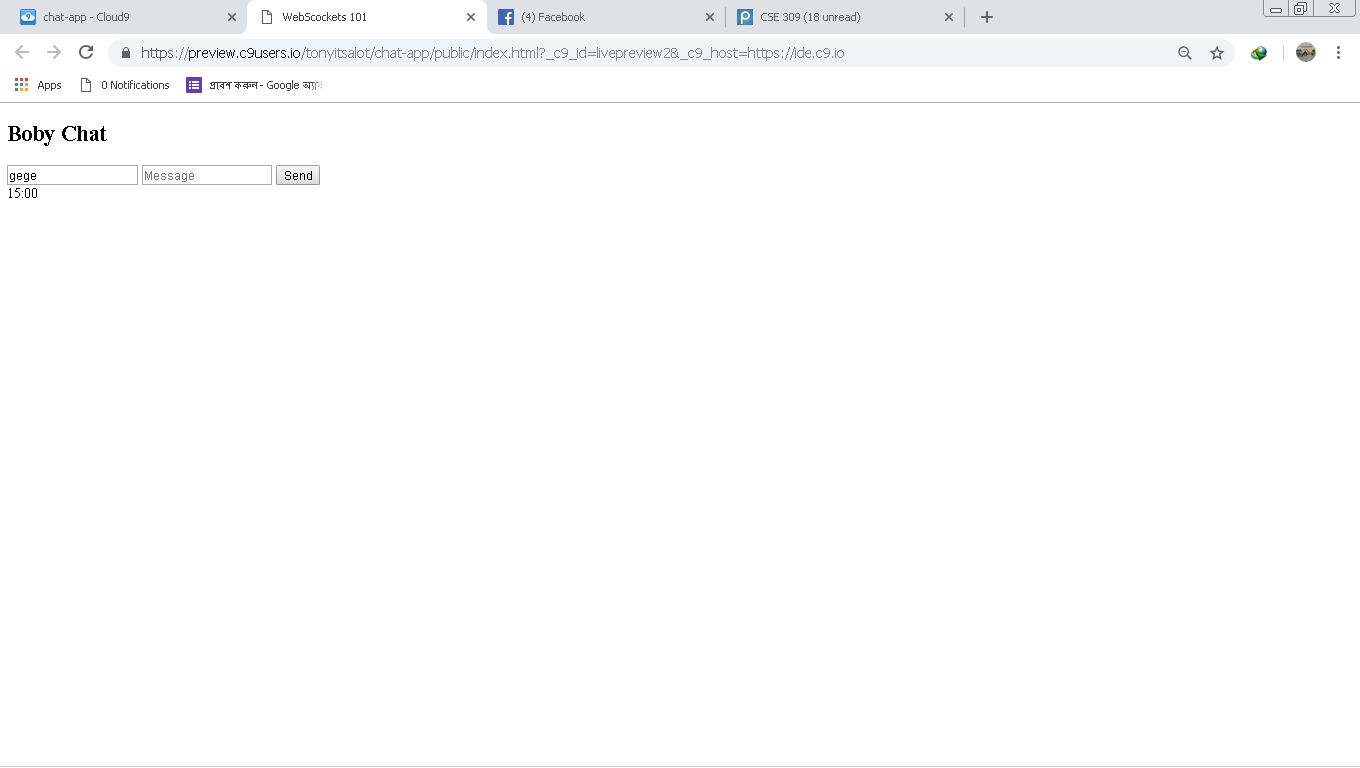 chat-app - Cloud9
WebScockets 101
(4) Facebook
CSE 309 (18 unread)
https://preview.c9users.io/tonyitsalot/chat-app/public/index.html?_c9_id=livepreview2&_c9_host=https://ide.c9.io
Apps
0 Notifications
প্রবেশ করুন - Google
Boby Chat
gege
Message
Send
15:00